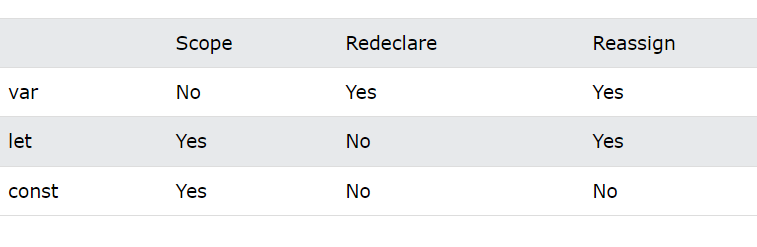 Scope Redeclare Reassign
var No Yes Yes
let Yes No Yes
const Yes No No